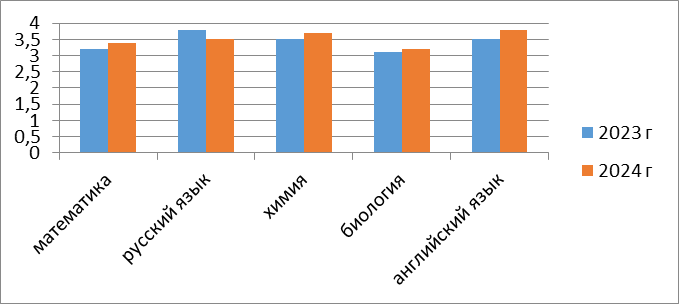 4
3,5
3
2,5
2
1,5
1
0,5
0
математика
русский язык
химия
биология
английский язык
2023 г
2024 г